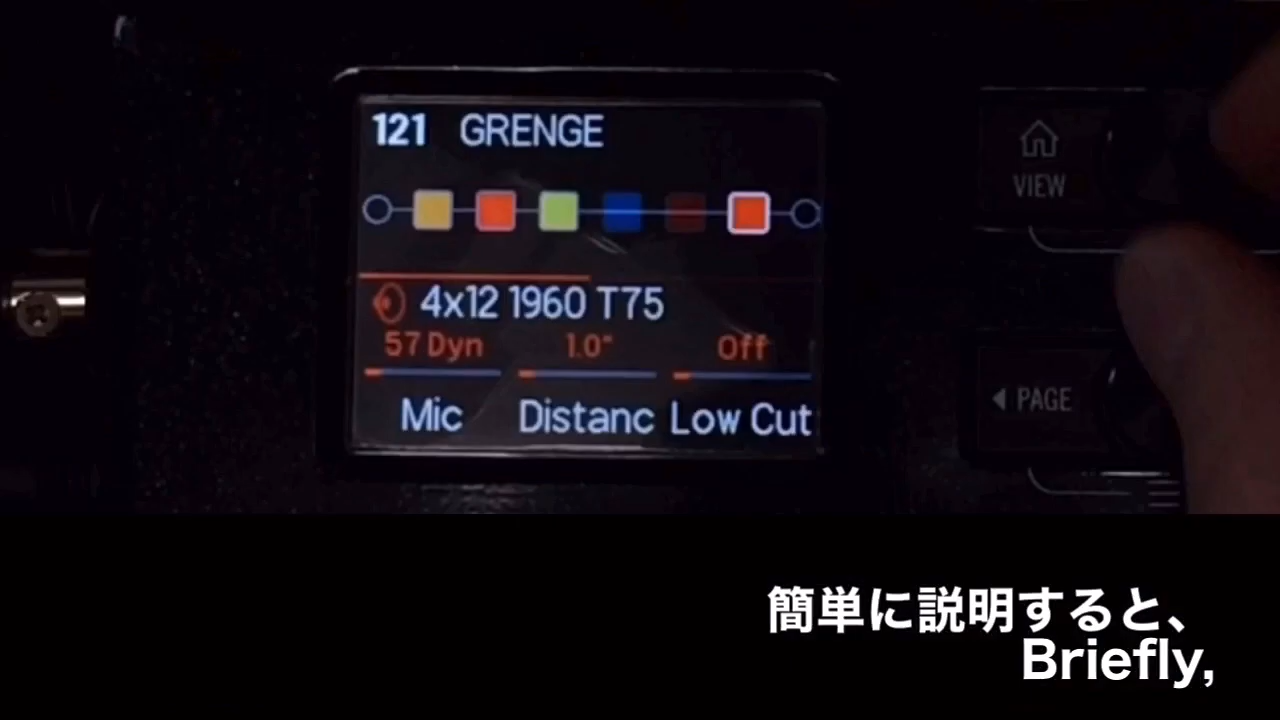 121 GRENGE
4x12 1960 T75
57 Dyn 1.0" Off
Mic Distanc Low Cut
VIEW
PAGE
簡単に説明すると、
Briefly,